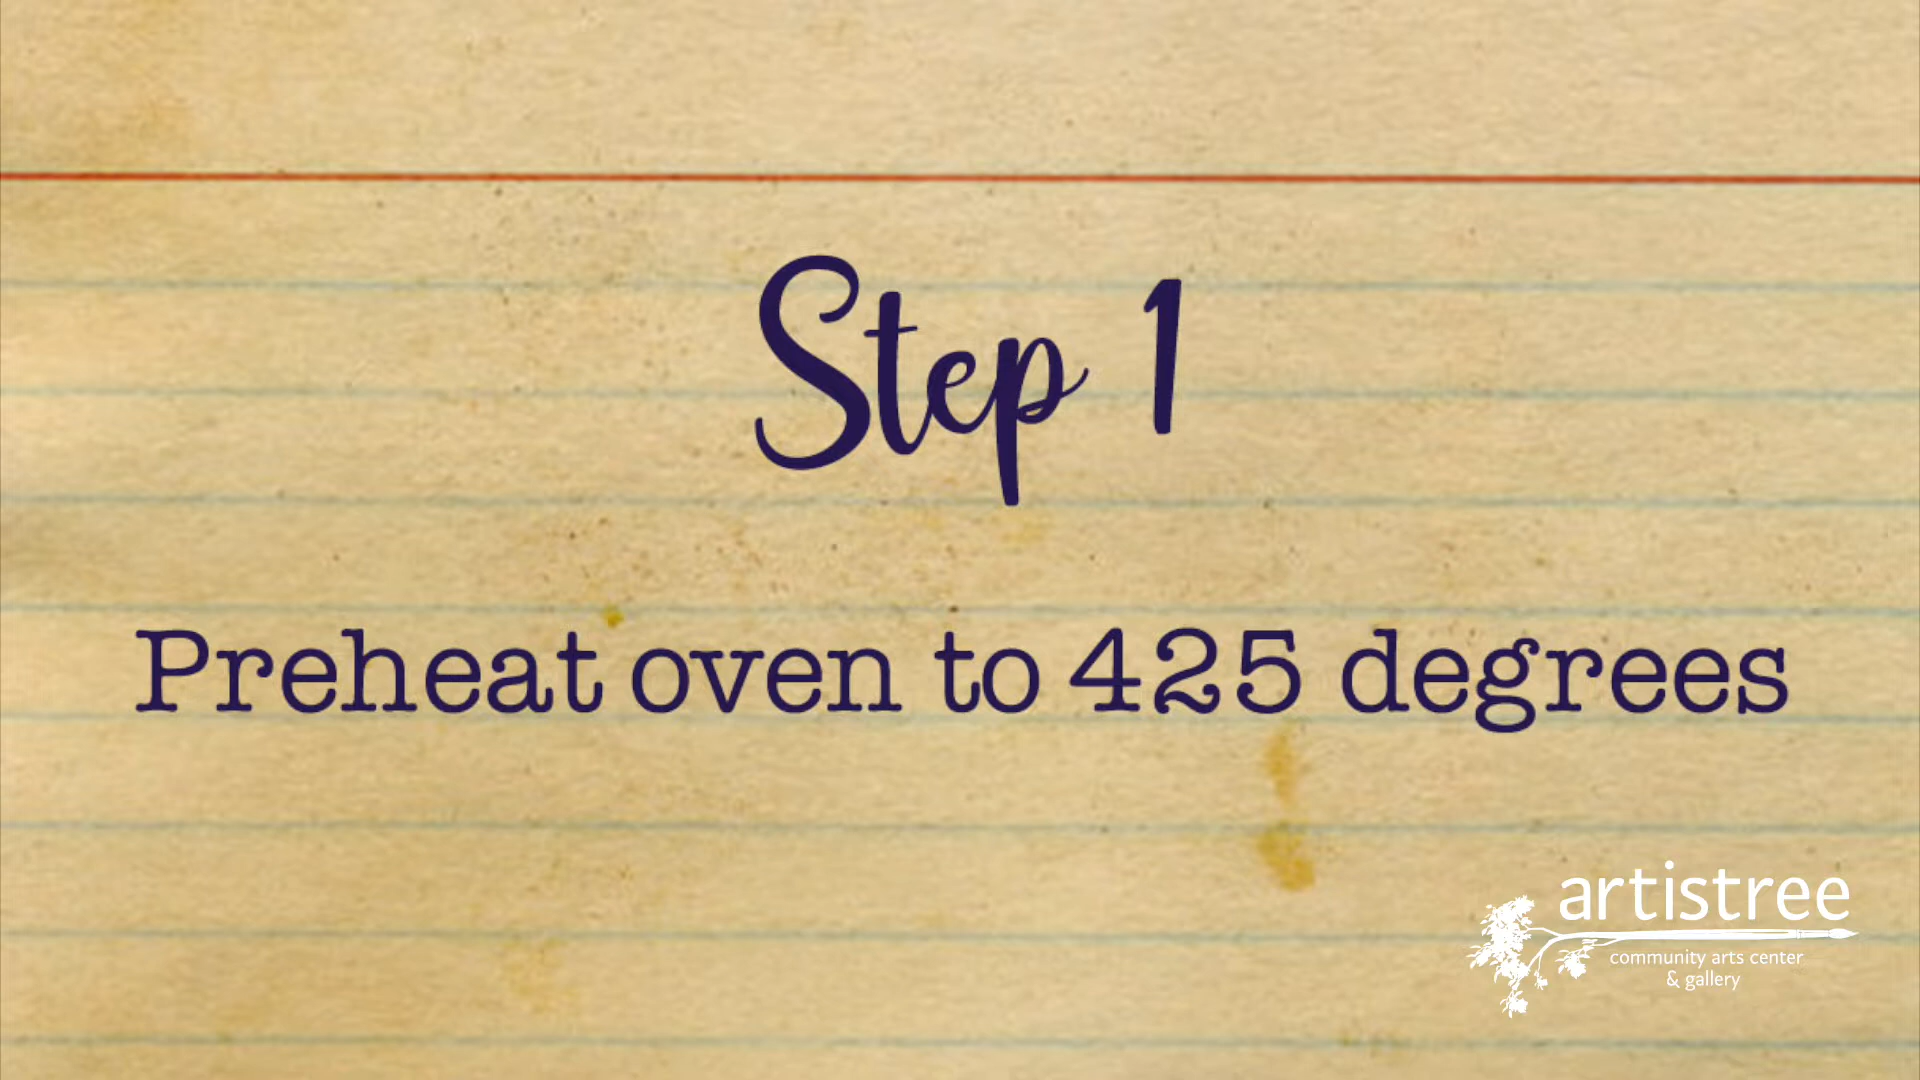 Step 1
Preheat oven to 425 degrees
artistree
community arts center
& gallery